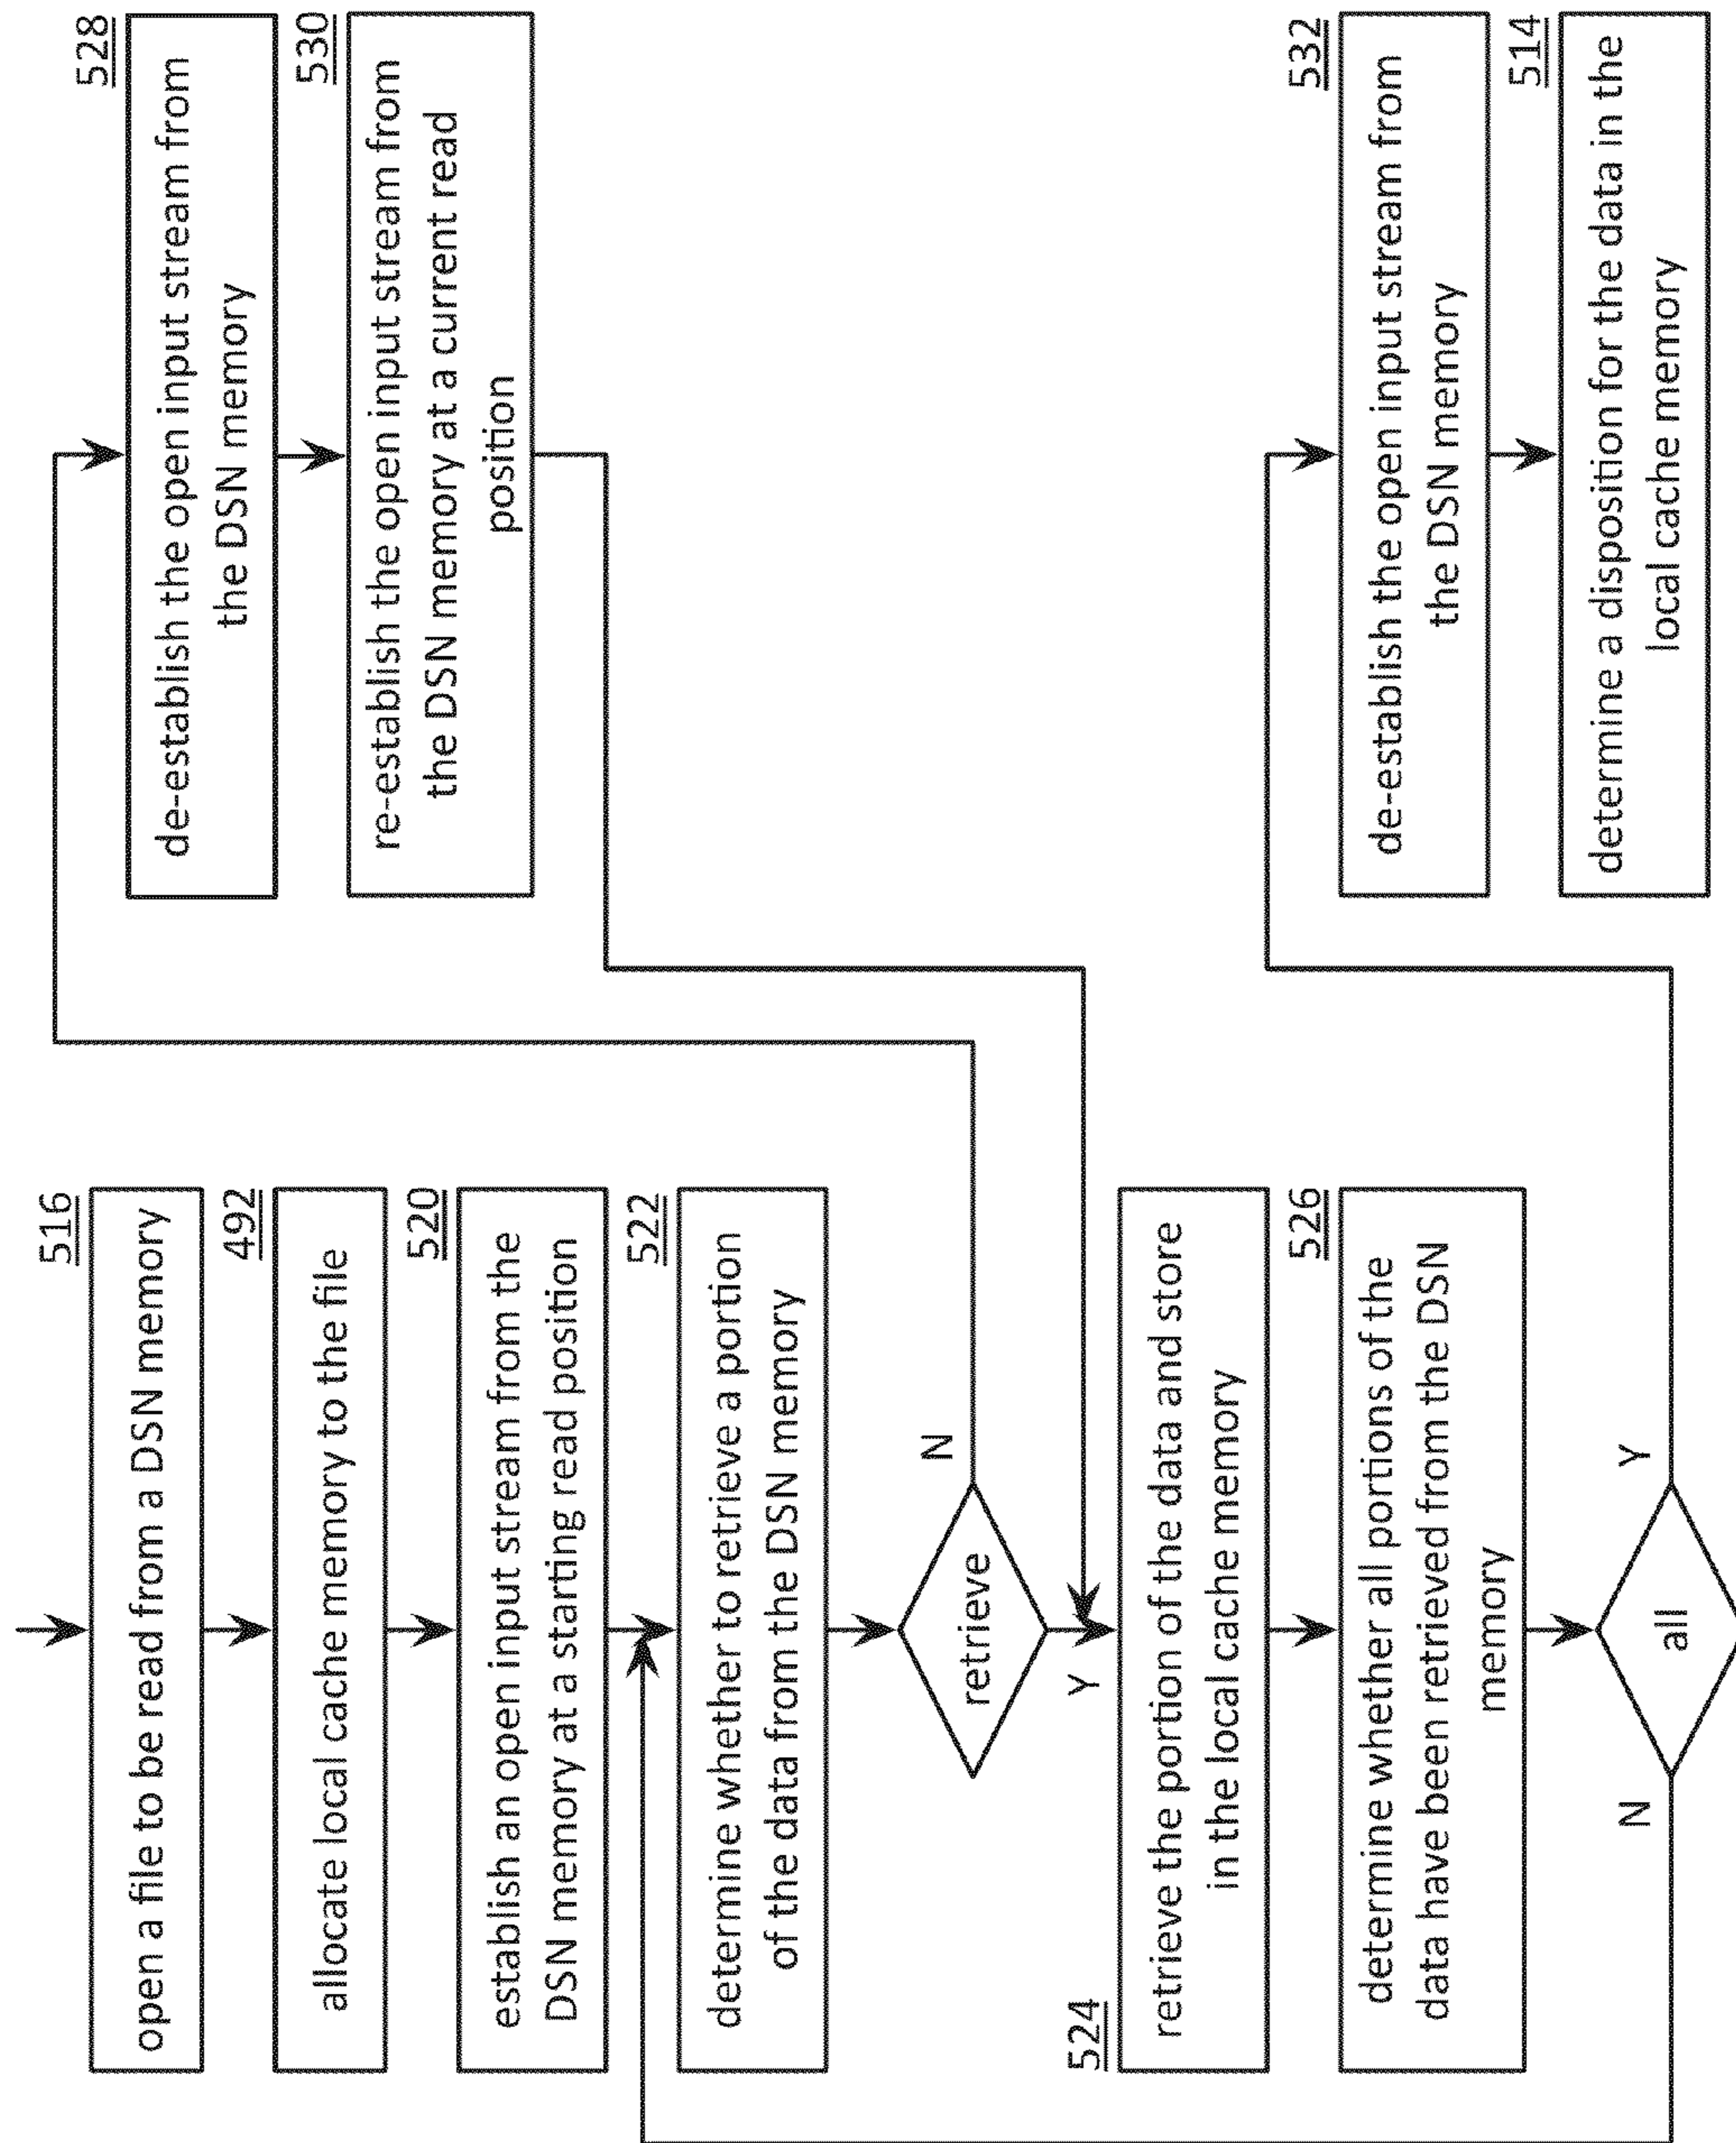 516
open a file to be read from a DSN memory
492
allocate local cache memory to the file
520
establish an open input stream from the
DSN memory at a starting read position
522
determine whether to retrieve a portion
of the data from the DSN memory
retrieve
N
Y
524
retrieve the portion of the data and store
in the local cache memory
526
determine whether all portions of the
data have been retrieved from the DSN
memory
all
N
Y
528
de-establish the open input stream from
the DSN memory
530
re-establish the open input stream from
the DSN memory at a current read
position
532
de-establish the open input stream from
the DSN memory
514
determine a disposition for the data in the
local cache memory